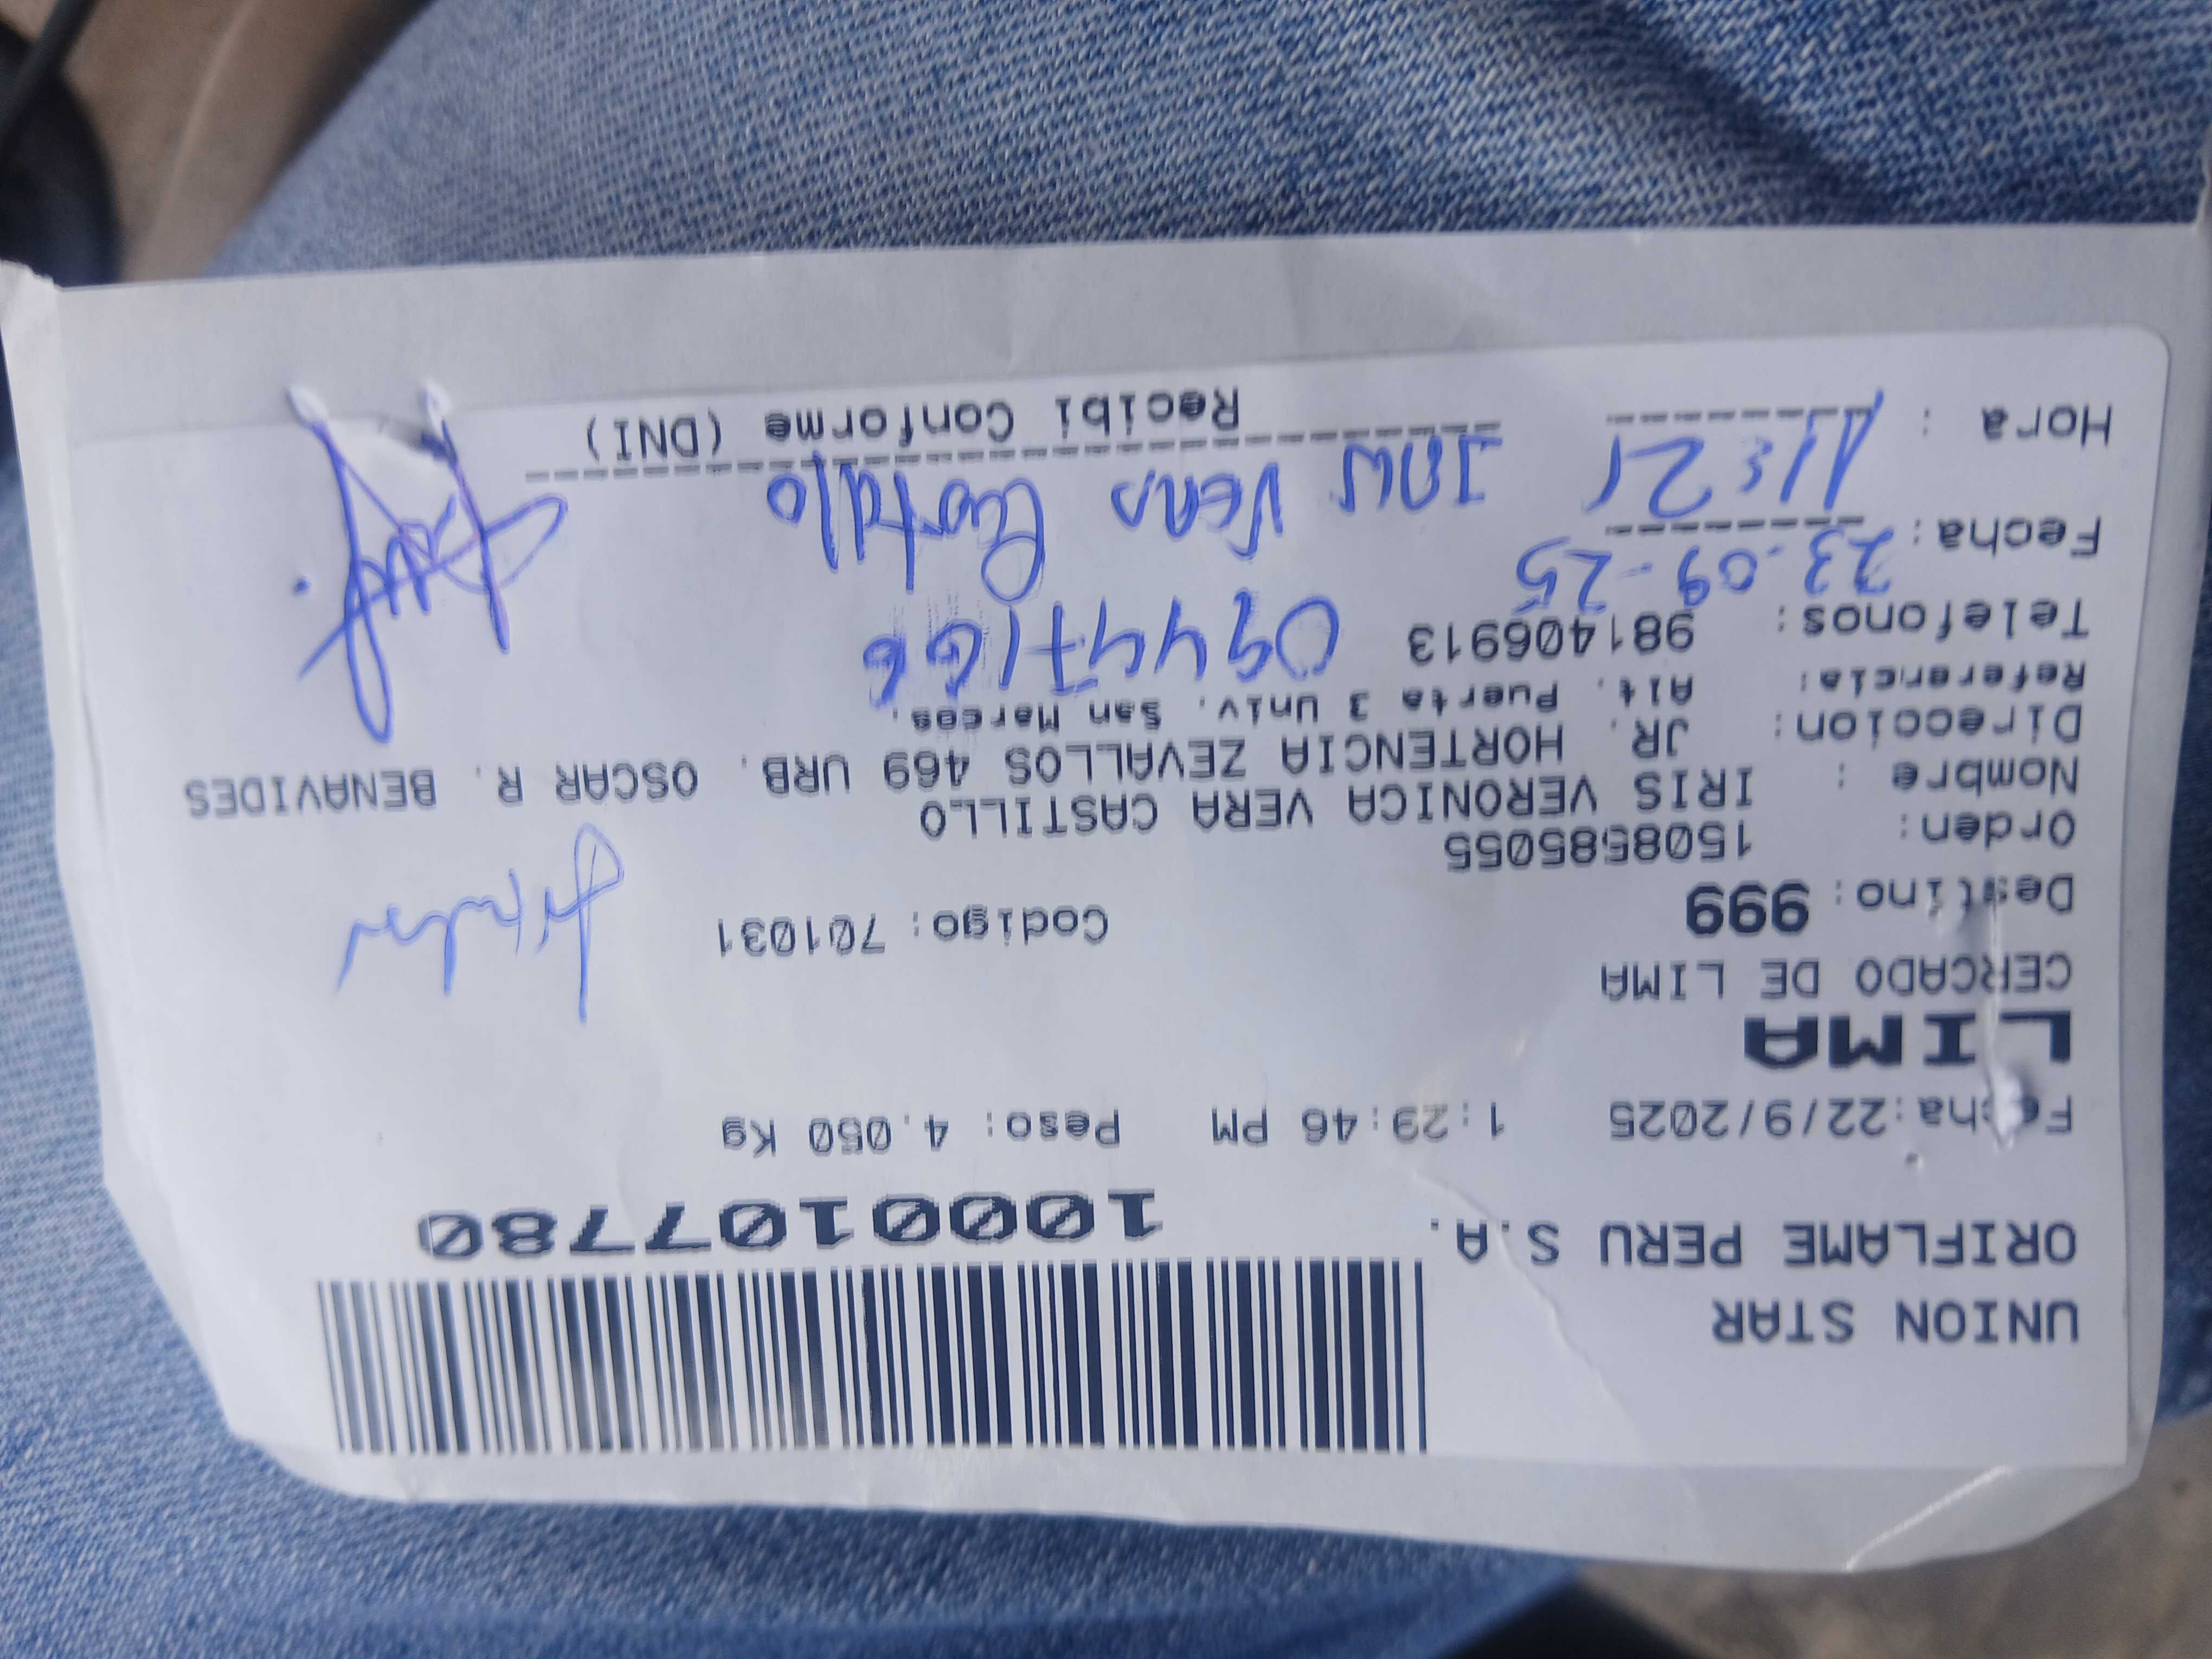 UNION STAR
ORIFLAME PERU S.A.
1000107780
Fecha:22/9/2025 1:29:46 PM Peso: 4.050 Kg
LIMA
CERCADO DE LIMA
Destino: 999 Codigo: 701031
Orden: 1508585055
Nombre : IRIS VERONICA VERA CASTILLO
Direccion: JR. HORTENCIA ZEVALLOS 469 URB. OSCAR R. BENAVIDES
Referencia: Alt. Puerta 3 Univ. San Marcos.
Telefonos: 981406913
09447166
Fecha: 23-09-25
Vera Castillo
Hora : 11:21
Recibi Conforme (DNI)